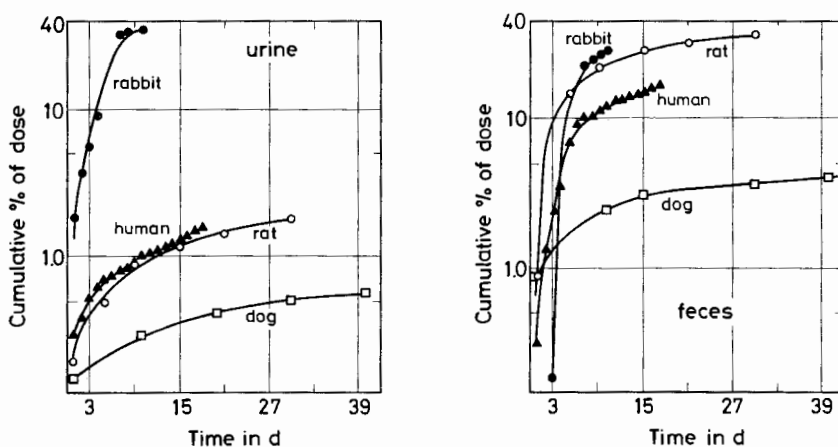 urine
rabbit
human
rat
dog
40
10
1.0
Cumulative % of dose
3 15 27 39
Time in d
feces
rabbit
rat
human
dog
40
10
1.0
Cumulative % of dose
3 15 27 39
Time in d